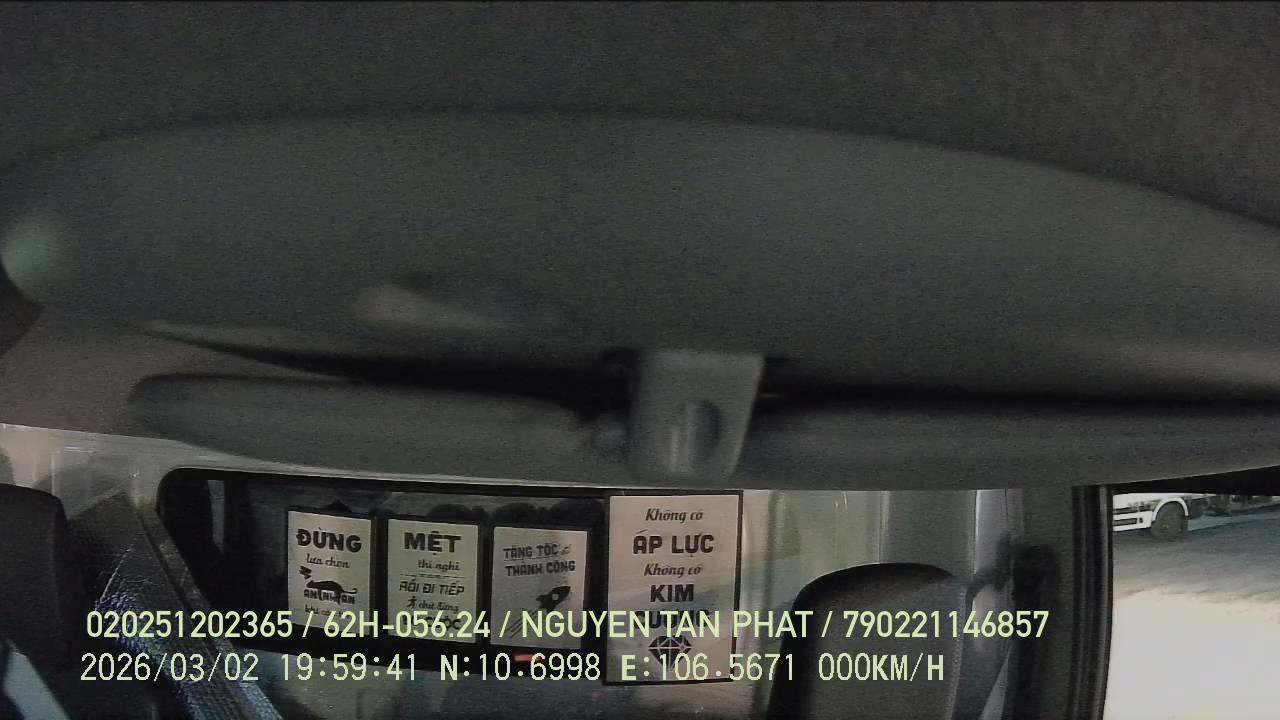 ĐỪNG
lựa chọn
AN NHÀN
MỆT
thì nghỉ
RỒI ĐI TIẾP
TĂNG TỐC
THÀNH CÔNG
Không có
ÁP LỰC
Không có
KIM
020251202365 / 62H-056.24 / NGUYEN TAN PHAT / 790221146857
2026/03/02 19:59:41 N:10.6998 E:106.5671 000KM/H